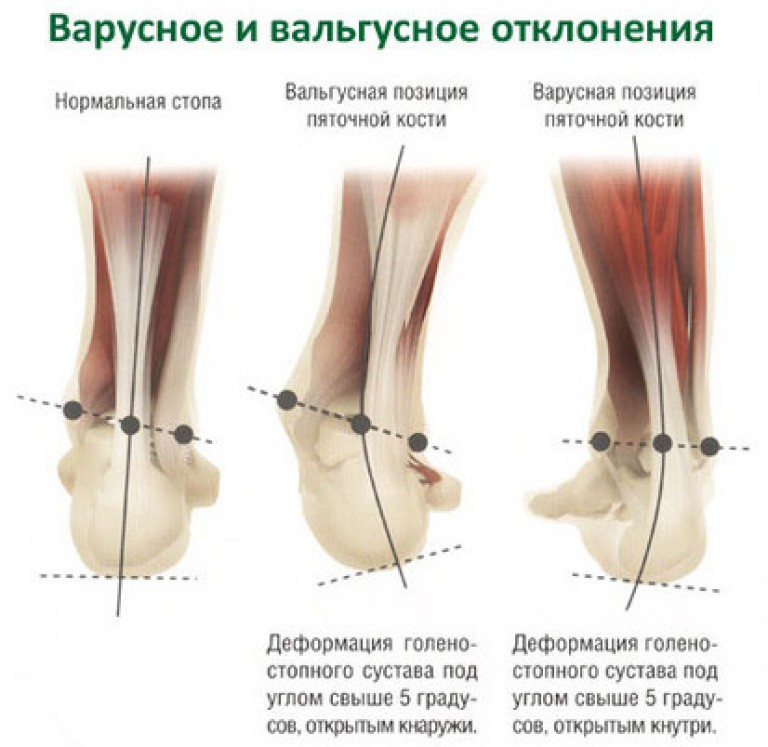 Варусное и вальгусное отклонения
Нормальная стопа
Вальгусная позиция
пяточной кости
Варусная позиция
пяточной кости
Деформация голено-
стопного сустава под
углом свыше 5 граду-
сов, открытым кнаружи.
Деформация голено-
стопного сустава под
углом свыше 5 граду-
сов, открытым кнутри.